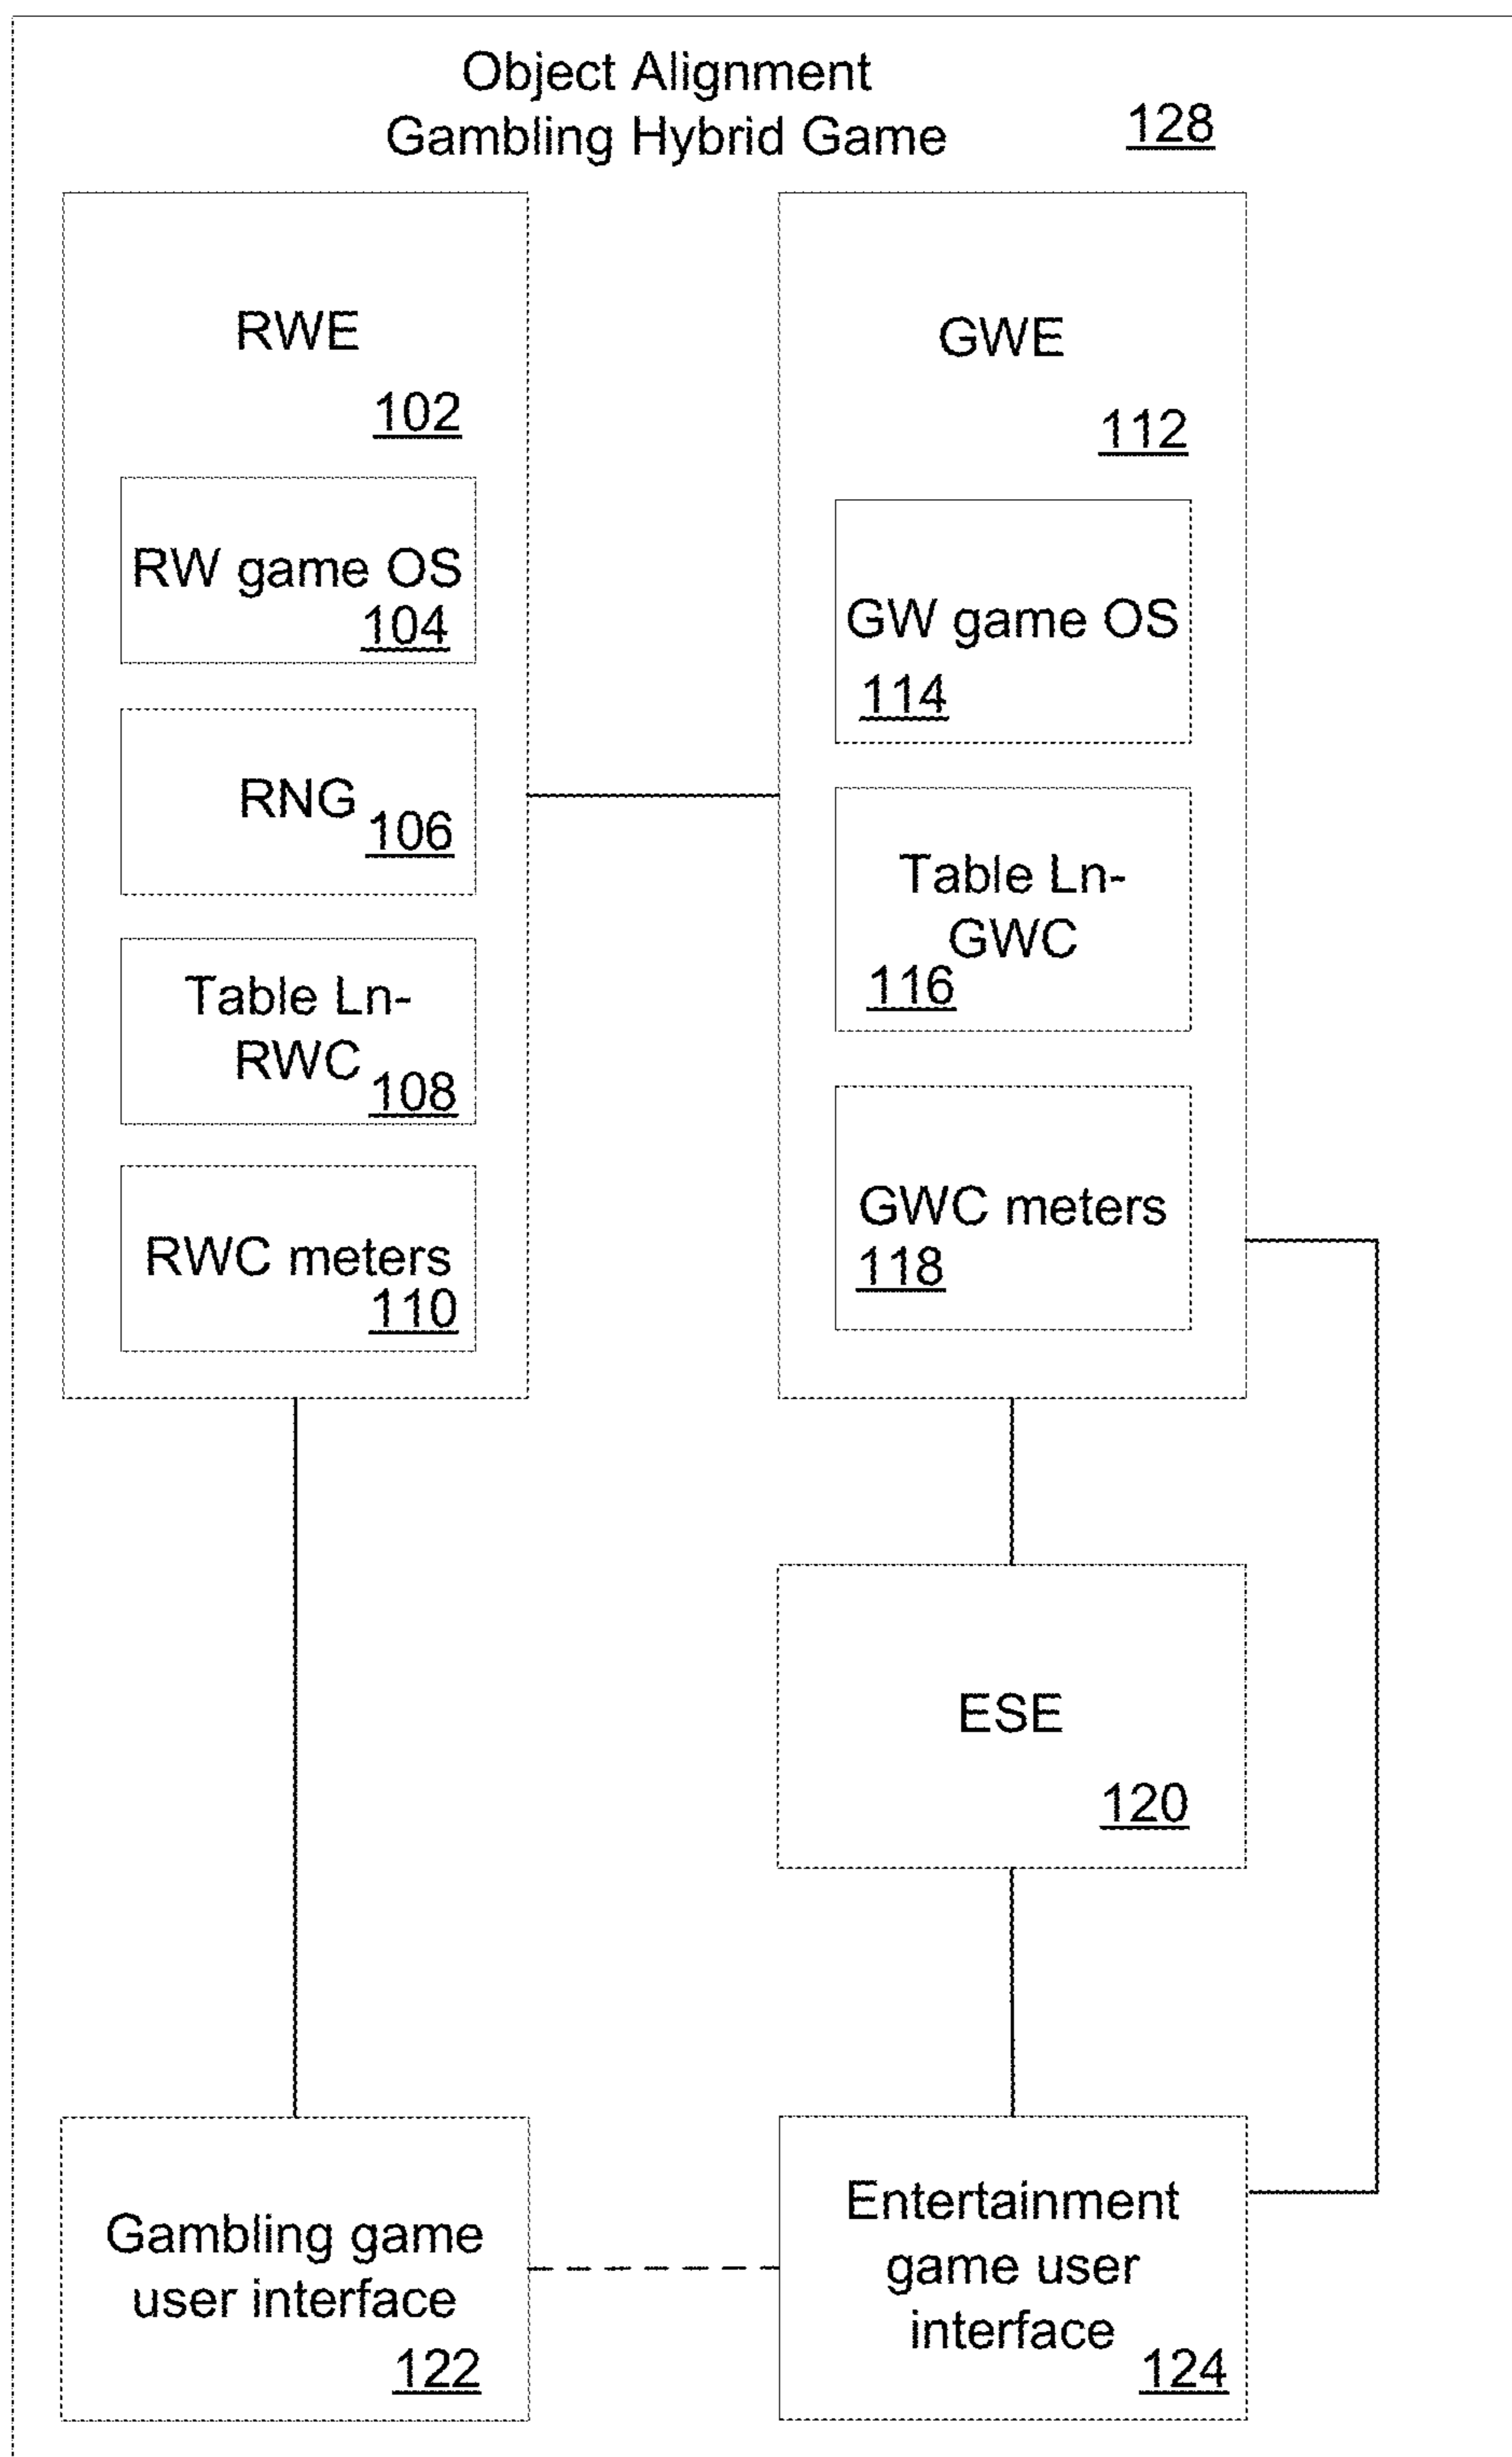 Object Alignment
Gambling Hybrid Game
128
RWE
102
RW game OS
104
RNG
106
Table Ln-
RWC
108
RWC meters
110
GWE
112
GW game OS
114
Table Ln-
GWC
116
GWC meters
118
ESE
120
Gambling game
user interface
122
Entertainment
game user
interface
124